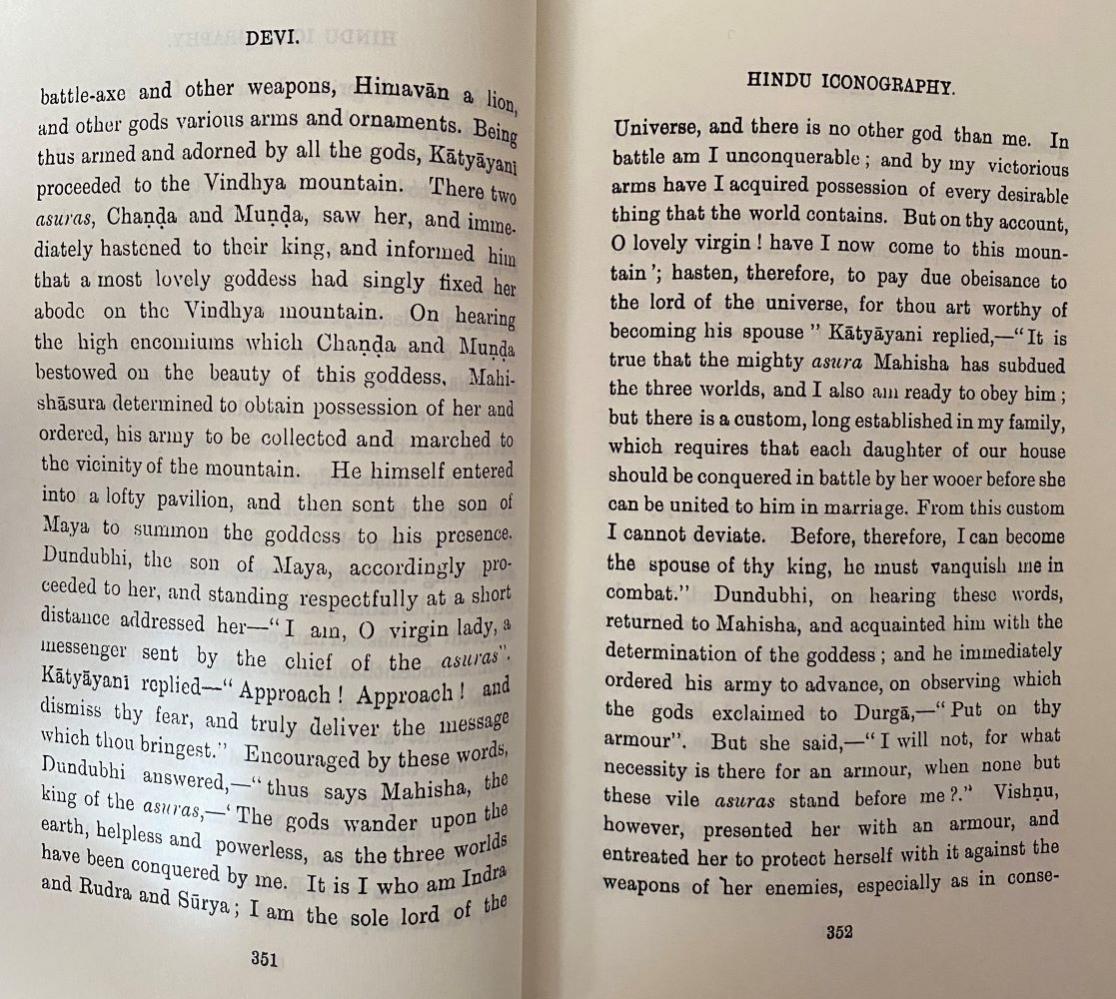 DEVI.
battle-axe and other weapons, Himavān a lion,
and other gods various arms and ornaments. Being
thus armed and adorned by all the gods, Kātyāyani
proceeded to the Vindhya mountain. There two
asuras, Chaṇḍa and Muṇḍa, saw her, and imme-
diately hastened to their king, and informed him
that a most lovely goddess had singly fixed her
abode on the Vindhya mountain. On hearing
the high encomiums which Chaṇḍa and Muṇḍa
bestowed on the beauty of this goddess, Mahi-
shāsura determined to obtain possession of her and
ordered, his army to be collected and marched to
the vicinity of the mountain. He himself entered
into a lofty pavilion, and then sent the son of
Maya to summon the goddess to his presence.
Dundubhi, the son of Maya, accordingly pro-
ceeded to her, and standing respectfully at a short
distance addressed her—“I am, O virgin lady, a
messenger sent by the chief of the asuras”.
Kātyāyani replied—“Approach! Approach! and
dismiss thy fear, and truly deliver the message
which thou bringest.” Encouraged by these words,
Dundubhi answered,—“thus says Mahisha, the
king of the asuras,—‘The gods wander upon the
earth, helpless and powerless, as the three worlds
have been conquered by me. It is I who am Indra
and Rudra and Sūrya; I am the sole lord of the
351
HINDU ICONOGRAPHY.
Universe, and there is no other god than me. In
battle am I unconquerable; and by my victorious
arms have I acquired possession of every desirable
thing that the world contains. But on thy account,
O lovely virgin! have I now come to this moun-
tain’; hasten, therefore, to pay due obeisance to
the lord of the universe, for thou art worthy of
becoming his spouse” Kātyāyani replied,—“It is
true that the mighty asura Mahisha has subdued
the three worlds, and I also am ready to obey him;
but there is a custom, long established in my family,
which requires that each daughter of our house
should be conquered in battle by her wooer before she
can be united to him in marriage. From this custom
I cannot deviate. Before, therefore, I can become
the spouse of thy king, he must vanquish me in
combat.” Dundubhi, on hearing these words,
returned to Mahisha, and acquainted him with the
determination of the goddess; and he immediately
ordered his army to advance, on observing which
the gods exclaimed to Durgā,—“Put on thy
armour”. But she said,—“I will not, for what
necessity is there for an armour, when none but
these vile asuras stand before me?.” Vishṇu,
however, presented her with an armour, and
entreated her to protect herself with it against the
weapons of her enemies, especially as in conse-
352